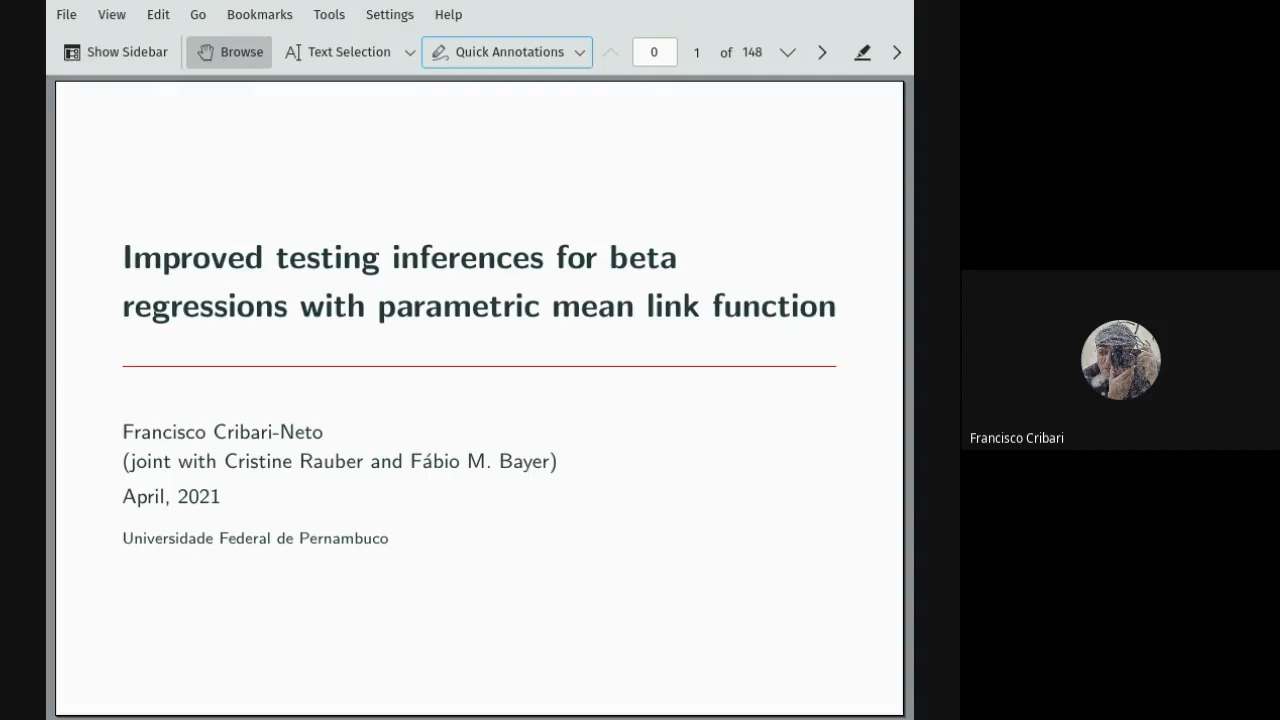 File View Edit Go Bookmarks Tools Settings Help
Show Sidebar Browse Text Selection Quick Annotations 0 1 of 148
Improved testing inferences for beta
regressions with parametric mean link function
Francisco Cribari-Neto
(joint with Cristine Rauber and Fábio M. Bayer)
April, 2021
Universidade Federal de Pernambuco
Francisco Cribari